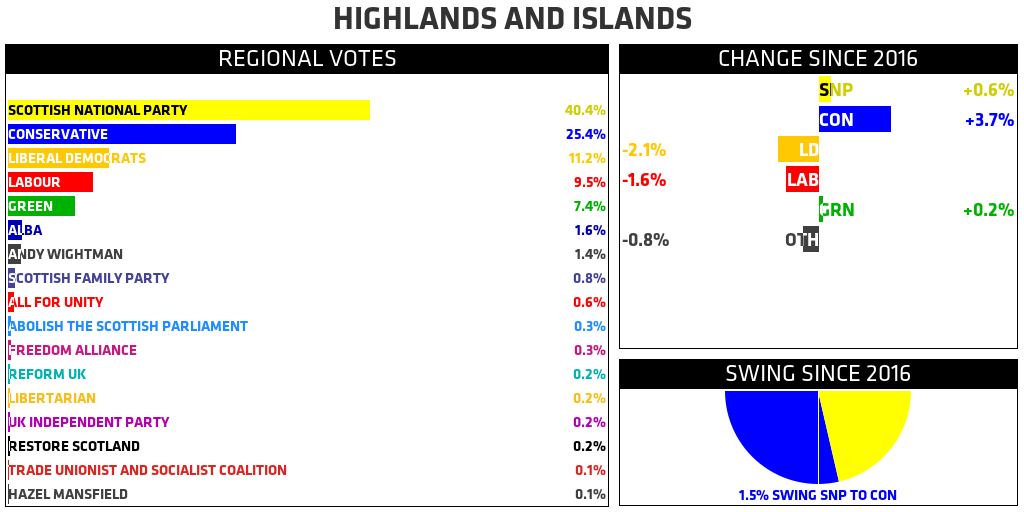 HIGHLANDS AND ISLANDS
REGIONAL VOTES
SCOTTISH NATIONAL PARTY 40.4%
CONSERVATIVE 25.4%
LIBERAL DEMOCRATS 11.2%
LABOUR 9.5%
GREEN 7.4%
ALBA 1.6%
ANDY WIGHTMAN 1.4%
SCOTTISH FAMILY PARTY 0.8%
ALL FOR UNITY 0.6%
ABOLISH THE SCOTTISH PARLIAMENT 0.3%
FREEDOM ALLIANCE 0.3%
REFORM UK 0.2%
LIBERTARIAN 0.2%
UK INDEPENDENT PARTY 0.2%
RESTORE SCOTLAND 0.2%
TRADE UNIONIST AND SOCIALIST COALITION 0.1%
HAZEL MANSFIELD 0.1%
CHANGE SINCE 2016
SNP +0.6%
CON +3.7%
-2.1% LD
-1.6% LAB
GRN +0.2%
-0.8% OTH
SWING SINCE 2016
1.5% SWING SNP TO CON